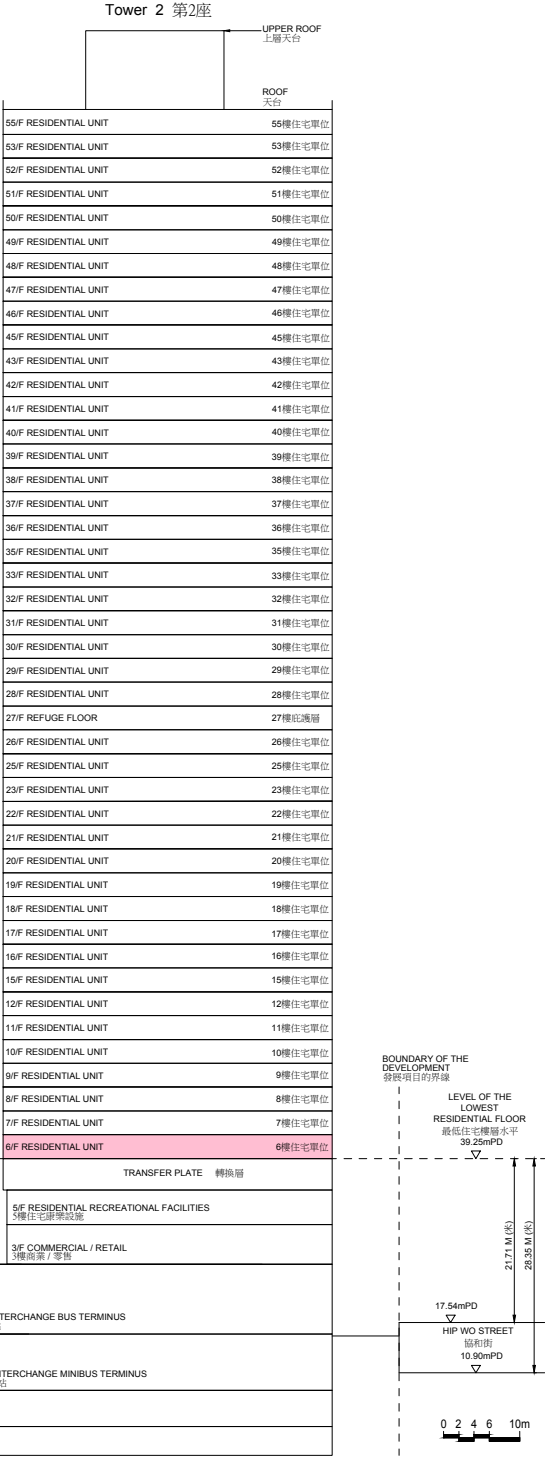 Tower 2 第2座
UPPER ROOF
上層天台
ROOF
天台
55/F RESIDENTIAL UNIT 55樓住宅單位
53/F RESIDENTIAL UNIT 53樓住宅單位
52/F RESIDENTIAL UNIT 52樓住宅單位
51/F RESIDENTIAL UNIT 51樓住宅單位
50/F RESIDENTIAL UNIT 50樓住宅單位
49/F RESIDENTIAL UNIT 49樓住宅單位
48/F RESIDENTIAL UNIT 48樓住宅單位
47/F RESIDENTIAL UNIT 47樓住宅單位
46/F RESIDENTIAL UNIT 46樓住宅單位
45/F RESIDENTIAL UNIT 45樓住宅單位
43/F RESIDENTIAL UNIT 43樓住宅單位
42/F RESIDENTIAL UNIT 42樓住宅單位
41/F RESIDENTIAL UNIT 41樓住宅單位
40/F RESIDENTIAL UNIT 40樓住宅單位
39/F RESIDENTIAL UNIT 39樓住宅單位
38/F RESIDENTIAL UNIT 38樓住宅單位
37/F RESIDENTIAL UNIT 37樓住宅單位
36/F RESIDENTIAL UNIT 36樓住宅單位
35/F RESIDENTIAL UNIT 35樓住宅單位
33/F RESIDENTIAL UNIT 33樓住宅單位
32/F RESIDENTIAL UNIT 32樓住宅單位
31/F RESIDENTIAL UNIT 31樓住宅單位
30/F RESIDENTIAL UNIT 30樓住宅單位
29/F RESIDENTIAL UNIT 29樓住宅單位
28/F RESIDENTIAL UNIT 28樓住宅單位
27/F REFUGE FLOOR 27樓庇護層
26/F RESIDENTIAL UNIT 26樓住宅單位
25/F RESIDENTIAL UNIT 25樓住宅單位
23/F RESIDENTIAL UNIT 23樓住宅單位
22/F RESIDENTIAL UNIT 22樓住宅單位
21/F RESIDENTIAL UNIT 21樓住宅單位
20/F RESIDENTIAL UNIT 20樓住宅單位
19/F RESIDENTIAL UNIT 19樓住宅單位
18/F RESIDENTIAL UNIT 18樓住宅單位
17/F RESIDENTIAL UNIT 17樓住宅單位
16/F RESIDENTIAL UNIT 16樓住宅單位
15/F RESIDENTIAL UNIT 15樓住宅單位
12/F RESIDENTIAL UNIT 12樓住宅單位
11/F RESIDENTIAL UNIT 11樓住宅單位
10/F RESIDENTIAL UNIT 10樓住宅單位
9/F RESIDENTIAL UNIT 9樓住宅單位
8/F RESIDENTIAL UNIT 8樓住宅單位
7/F RESIDENTIAL UNIT 7樓住宅單位
6/F RESIDENTIAL UNIT 6樓住宅單位
TRANSFER PLATE 轉換層
5/F RESIDENTIAL RECREATIONAL FACILITIES
5樓住宅康樂設施
3/F COMMERCIAL / RETAIL
3樓商業 / 零售
TERCHANGE BUS TERMINUS
NTERCHANGE MINIBUS TERMINUS
站
BOUNDARY OF THE
DEVELOPMENT
發展項目的界線
LEVEL OF THE
LOWEST
RESIDENTIAL FLOOR
最低住宅樓層水平
39.25mPD
21.71 M (米)
28.35 M (米)
17.54mPD
HIP WO STREET
協和街
10.90mPD
0 2 4 6 10m